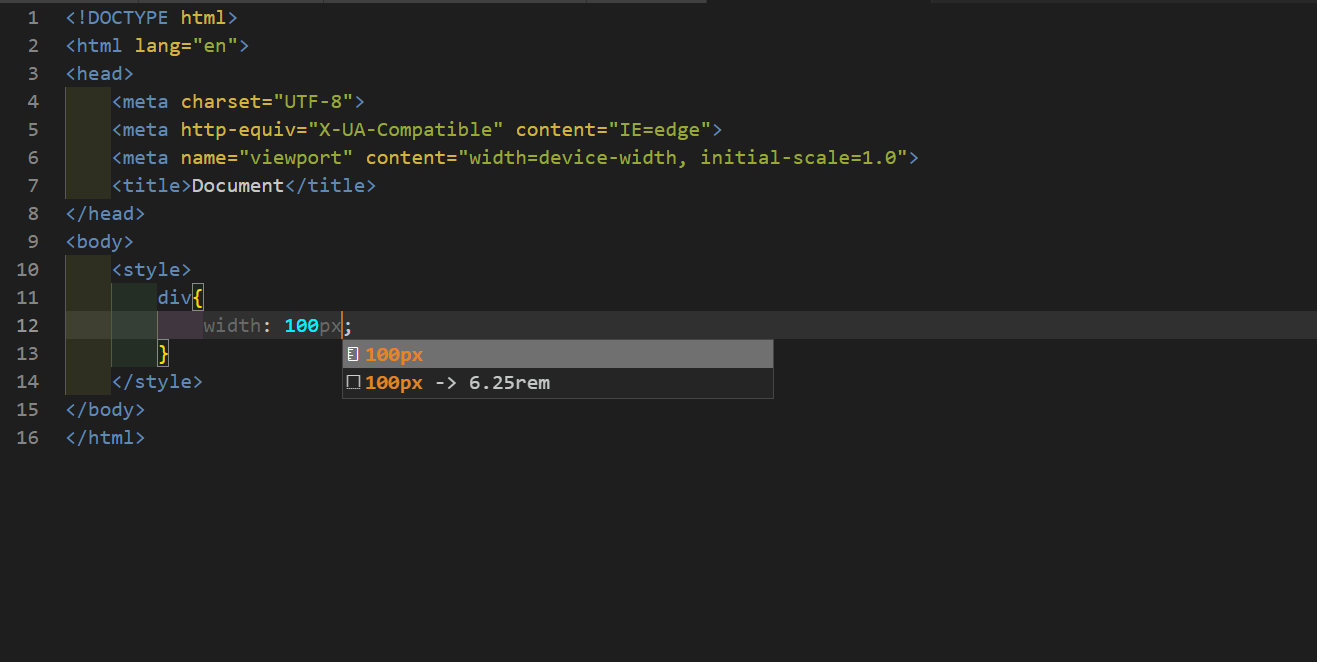 1 <!DOCTYPE html>
2 <html lang="en">
3 <head>
4     <meta charset="UTF-8">
5     <meta http-equiv="X-UA-Compatible" content="IE=edge">
6     <meta name="viewport" content="width=device-width, initial-scale=1.0">
7     <title>Document</title>
8 </head>
9 <body>
10     <style>
11         div{
12             width: 100px;
13         }
100px
14     </style>
100px -> 6.25rem
15 </body>
16 </html>